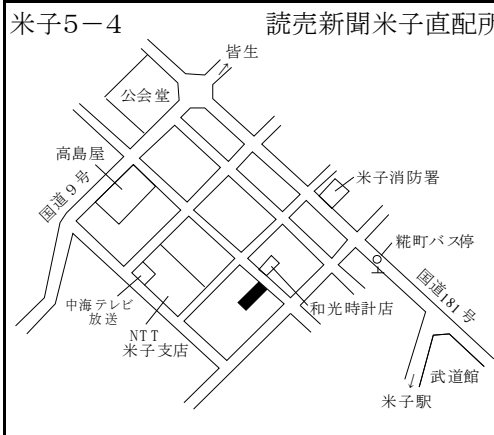 米子5－4
読売新聞米子直配所
皆生
公会堂
高島屋
国道9号
米子消防署
糀町バス停
国道181号
和光時計店
中海テレビ
放送
NTT
米子支店
武道館
米子駅